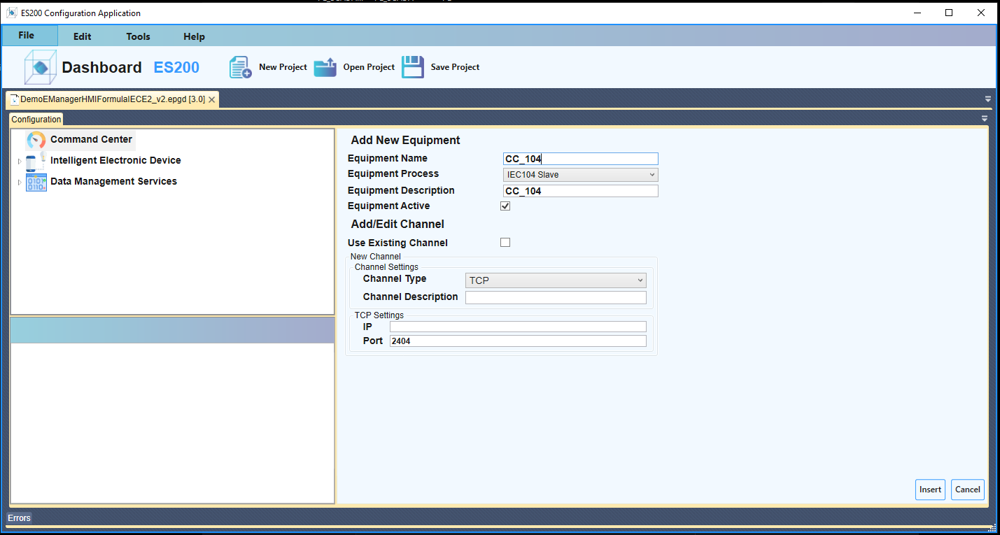 ES200 Configuration Application
File Edit Tools Help
Dashboard ES200 New Project Open Project Save Project
DemoEManagerHMIFormulaIECE2_v2.epgd [3.0]
Configuration
Command Center
Intelligent Electronic Device
Data Management Services
Add New Equipment
Equipment Name CC_104
Equipment Process IEC104 Slave
Equipment Description CC_104
Equipment Active
Add/Edit Channel
Use Existing Channel
New Channel
Channel Settings
Channel Type TCP
Channel Description
TCP Settings
IP
Port 2404
Insert Cancel
Errors